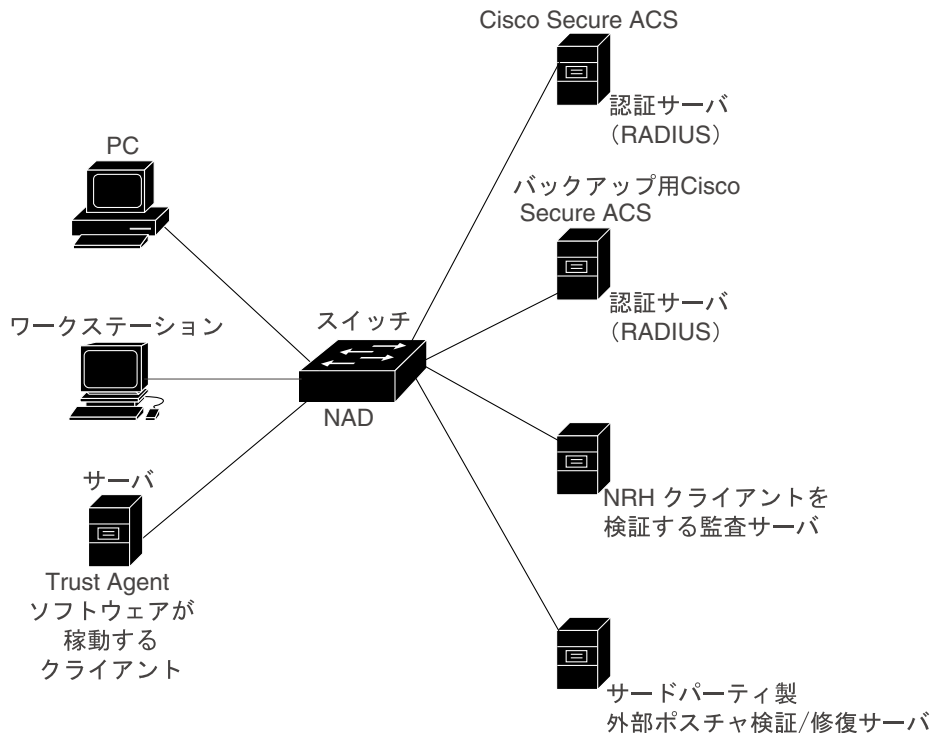 Cisco Secure ACS
認証サーバ
（RADIUS）
PC
バックアップ用Cisco
Secure ACS
認証サーバ
（RADIUS）
ワークステーション
スイッチ
NAD
サーバ
Trust Agent
ソフトウェアが
稼動する
クライアント
NRH クライアントを
検証する監査サーバ
サードパーティ製
外部ポスチャ検証/修復サーバ